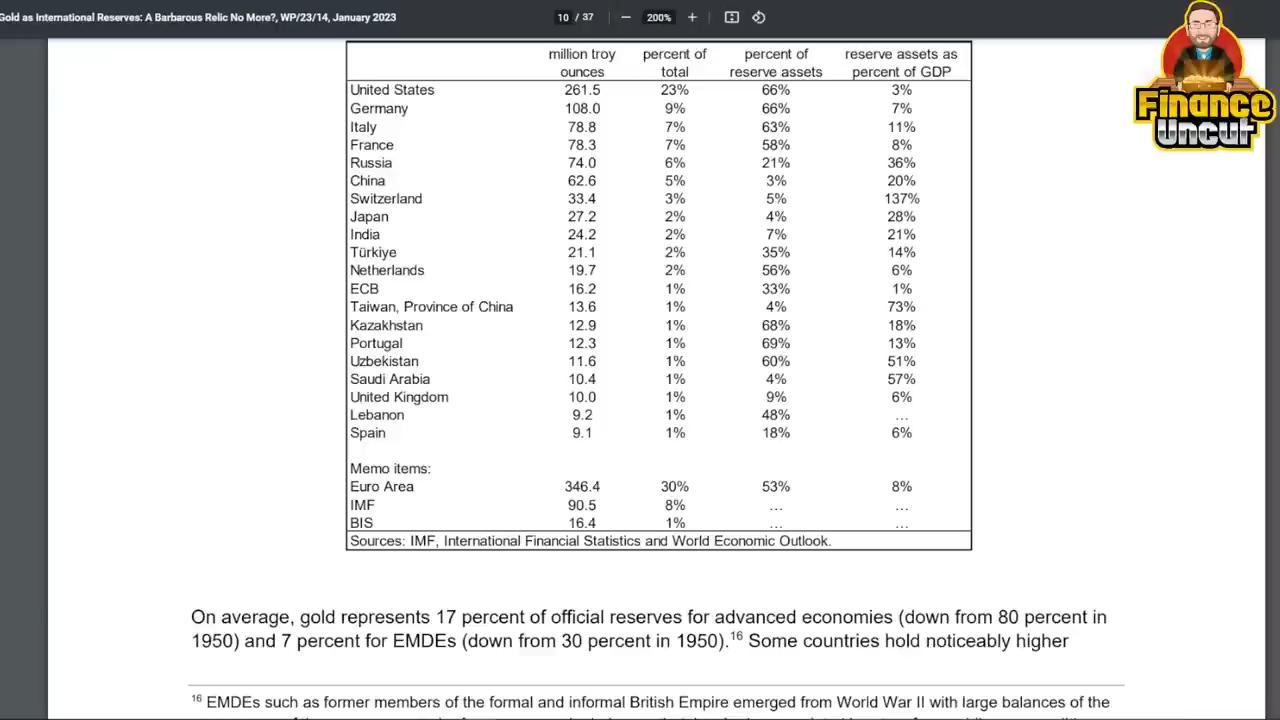 Gold as International Reserves: A Barbarous Relic No More?, WP/23/14, January 2023
10 / 37
200%
Finance
Uncut
million troy ounces percent of total percent of reserve assets reserve assets as percent of GDP
United States 261.5 23% 66% 3%
Germany 108.0 9% 66% 7%
Italy 78.8 7% 63% 11%
France 78.3 7% 58% 8%
Russia 74.0 6% 21% 36%
China 62.6 5% 3% 20%
Switzerland 33.4 3% 5% 137%
Japan 27.2 2% 4% 28%
India 24.2 2% 7% 21%
Türkiye 21.1 2% 35% 14%
Netherlands 19.7 2% 56% 6%
ECB 16.2 1% 33% 1%
Taiwan, Province of China 13.6 1% 4% 73%
Kazakhstan 12.9 1% 68% 18%
Portugal 12.3 1% 69% 13%
Uzbekistan 11.6 1% 60% 51%
Saudi Arabia 10.4 1% 4% 57%
United Kingdom 10.0 1% 9% 6%
Lebanon 9.2 1% 48% …
Spain 9.1 1% 18% 6%
Memo items:
Euro Area 346.4 30% 53% 8%
IMF 90.5 8% … …
BIS 16.4 1% … …
Sources: IMF, International Financial Statistics and World Economic Outlook.
On average, gold represents 17 percent of official reserves for advanced economies (down from 80 percent in
1950) and 7 percent for EMDEs (down from 30 percent in 1950).16 Some countries hold noticeably higher
16 EMDEs such as former members of the formal and informal British Empire emerged from World War II with large balances of the